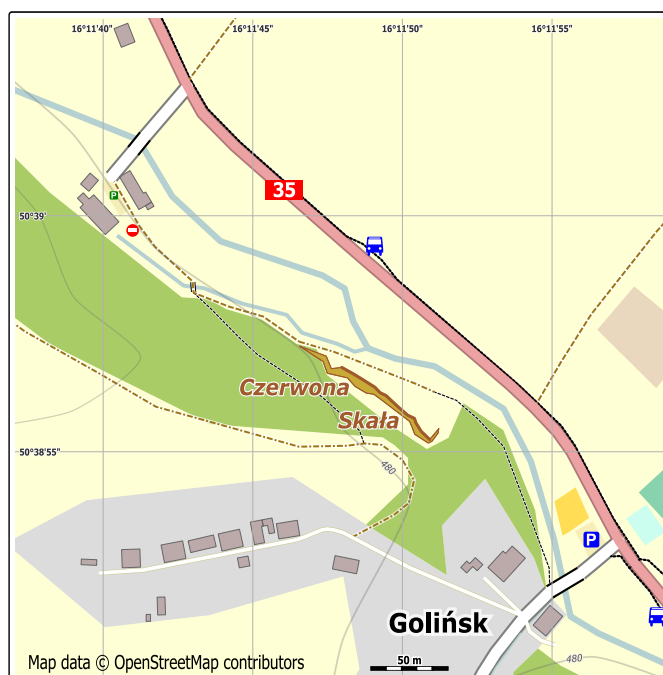 16°11'40"
16°11'45"
16°11'50"
16°11'55"
P
35
50°39'
Czerwona
Skała
50°38'55"
480
P
Golińsk
480
Map data © OpenStreetMap contributors
50 m